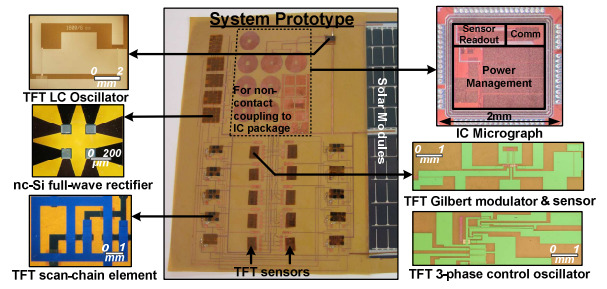 System Prototype
0 2
mm
TFT LC Oscillator
0 200
µm
nc-Si full-wave rectifier
0 1
mm
TFT scan-chain element
For non-
contact
coupling to
IC package
Solar Modules
TFT sensors
Sensor
Readout
Comm
Power
Management
2mm
IC Micrograph
0 1
mm
TFT Gilbert modulator & sensor
0 1
mm
TFT 3-phase control oscillator